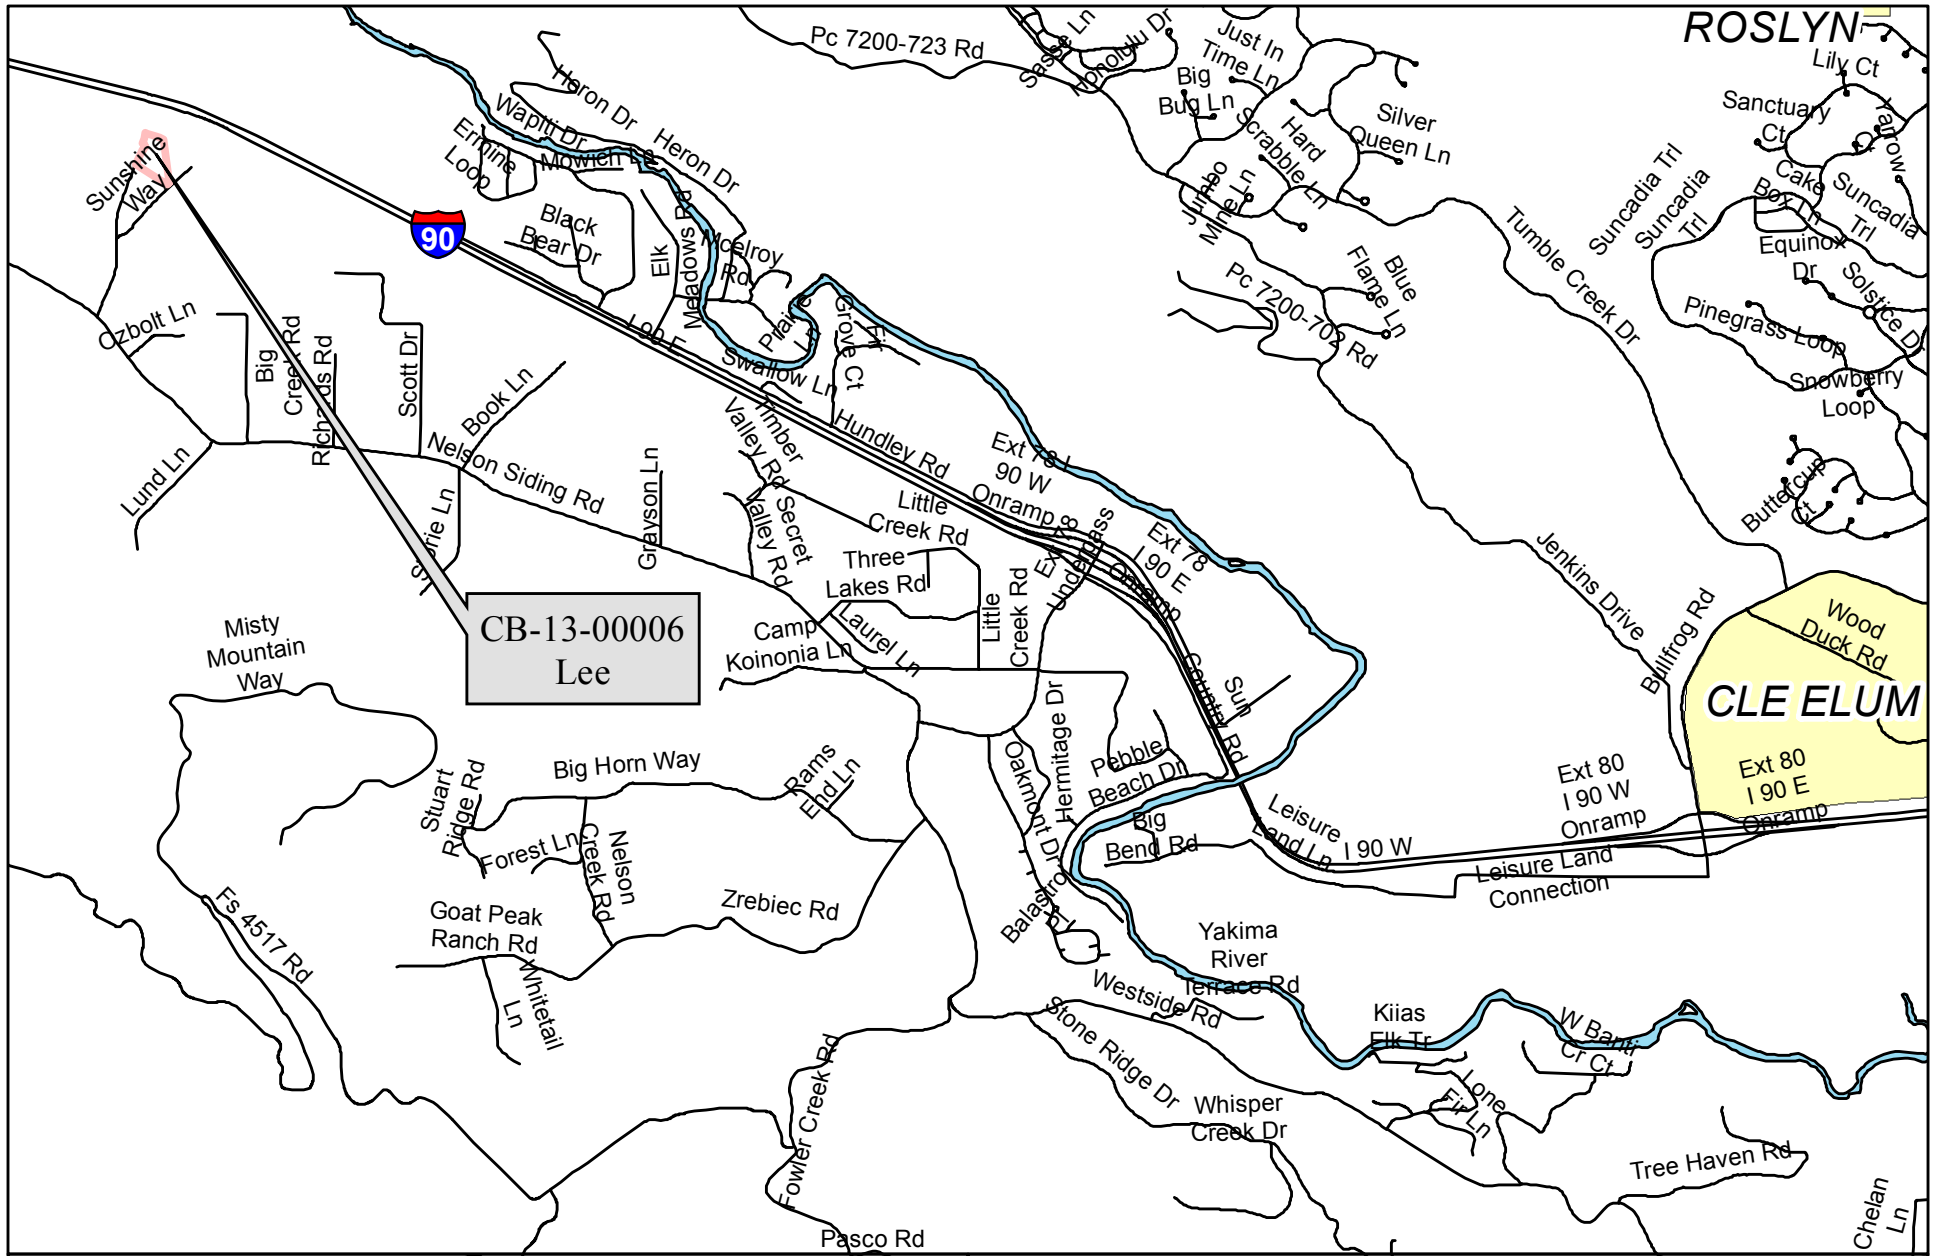 ROSLYN
Pc 7200-723 Rd
Sasse Ln
Honolulu Dr
Just In
Time Ln
Big
Bug Ln
Scrabble Ln
Hard
Silver
Queen Ln
Lily Ct
Sanctuary
Ct
Yarrow
Ct
Cake
Box Ln
Suncadia
Trl
Suncadia Trl
Suncadia
Trl
Equinox
Dr
Solstice Dr
Pinegrass Loop
Snowberry
Loop
Buttercup
Ct
Heron Dr
Wapiti Dr
Heron Dr
Ermine
Loop
Mowich Ln
Sunshine
Way
90
Black
Bear Dr
Elk
Meadows Rd
Mcelroy
Rd
Prairie
Ln
Grove Ct
Fir
I 90 E
Swallow Ln
Jumbo
Mine Ln
Blue
Flame Ln
Pc 7200-702 Rd
Tumble Creek Dr
Ozbolt Ln
Big
Creek Rd
Richards Rd
Scott Dr
Book Ln
Nelson Siding Rd
Lund Ln
Grayson Ln
Timber
Valley Rd
Secret
Valley Rd
Hundley Rd
Little
Creek Rd
Ext 78 I
90 W
Onramp
Ext 78
Underpass
Ext 78
I 90 E
Onramp
Three
Lakes Rd
Little
Creek Rd
Laurel Ln
Camp
Koinonia Ln
Jenkins Drive
Bullfrog Rd
Wood
Duck Rd
CLE ELUM
CB-13-00006
Lee
Misty
Mountain
Way
Sun
Country Rd
Hermitage Dr
Oakmont Dr
Pebble
Beach Dr
Big
Bend Rd
Leisure
Land Ln
I 90 W
Ext 80
I 90 W
Onramp
Ext 80
I 90 E
Onramp
Leisure Land
Connection
Stuart
Ridge Rd
Big Horn Way
Rams
End Ln
Forest Ln
Nelson
Creek Rd
Goat Peak
Ranch Rd
Zrebiec Rd
Whitetail
Ln
Fs 4517 Rd
Yakima
River
Terrace Rd
Westside Rd
Stone Ridge Dr
Kiias
Elk Tr
W Banti
Cr Ct
Lone
Fir Ln
Whisper
Creek Dr
Tree Haven Rd
Chelan
Ln
Fowler Creek Rd
Pasco Rd